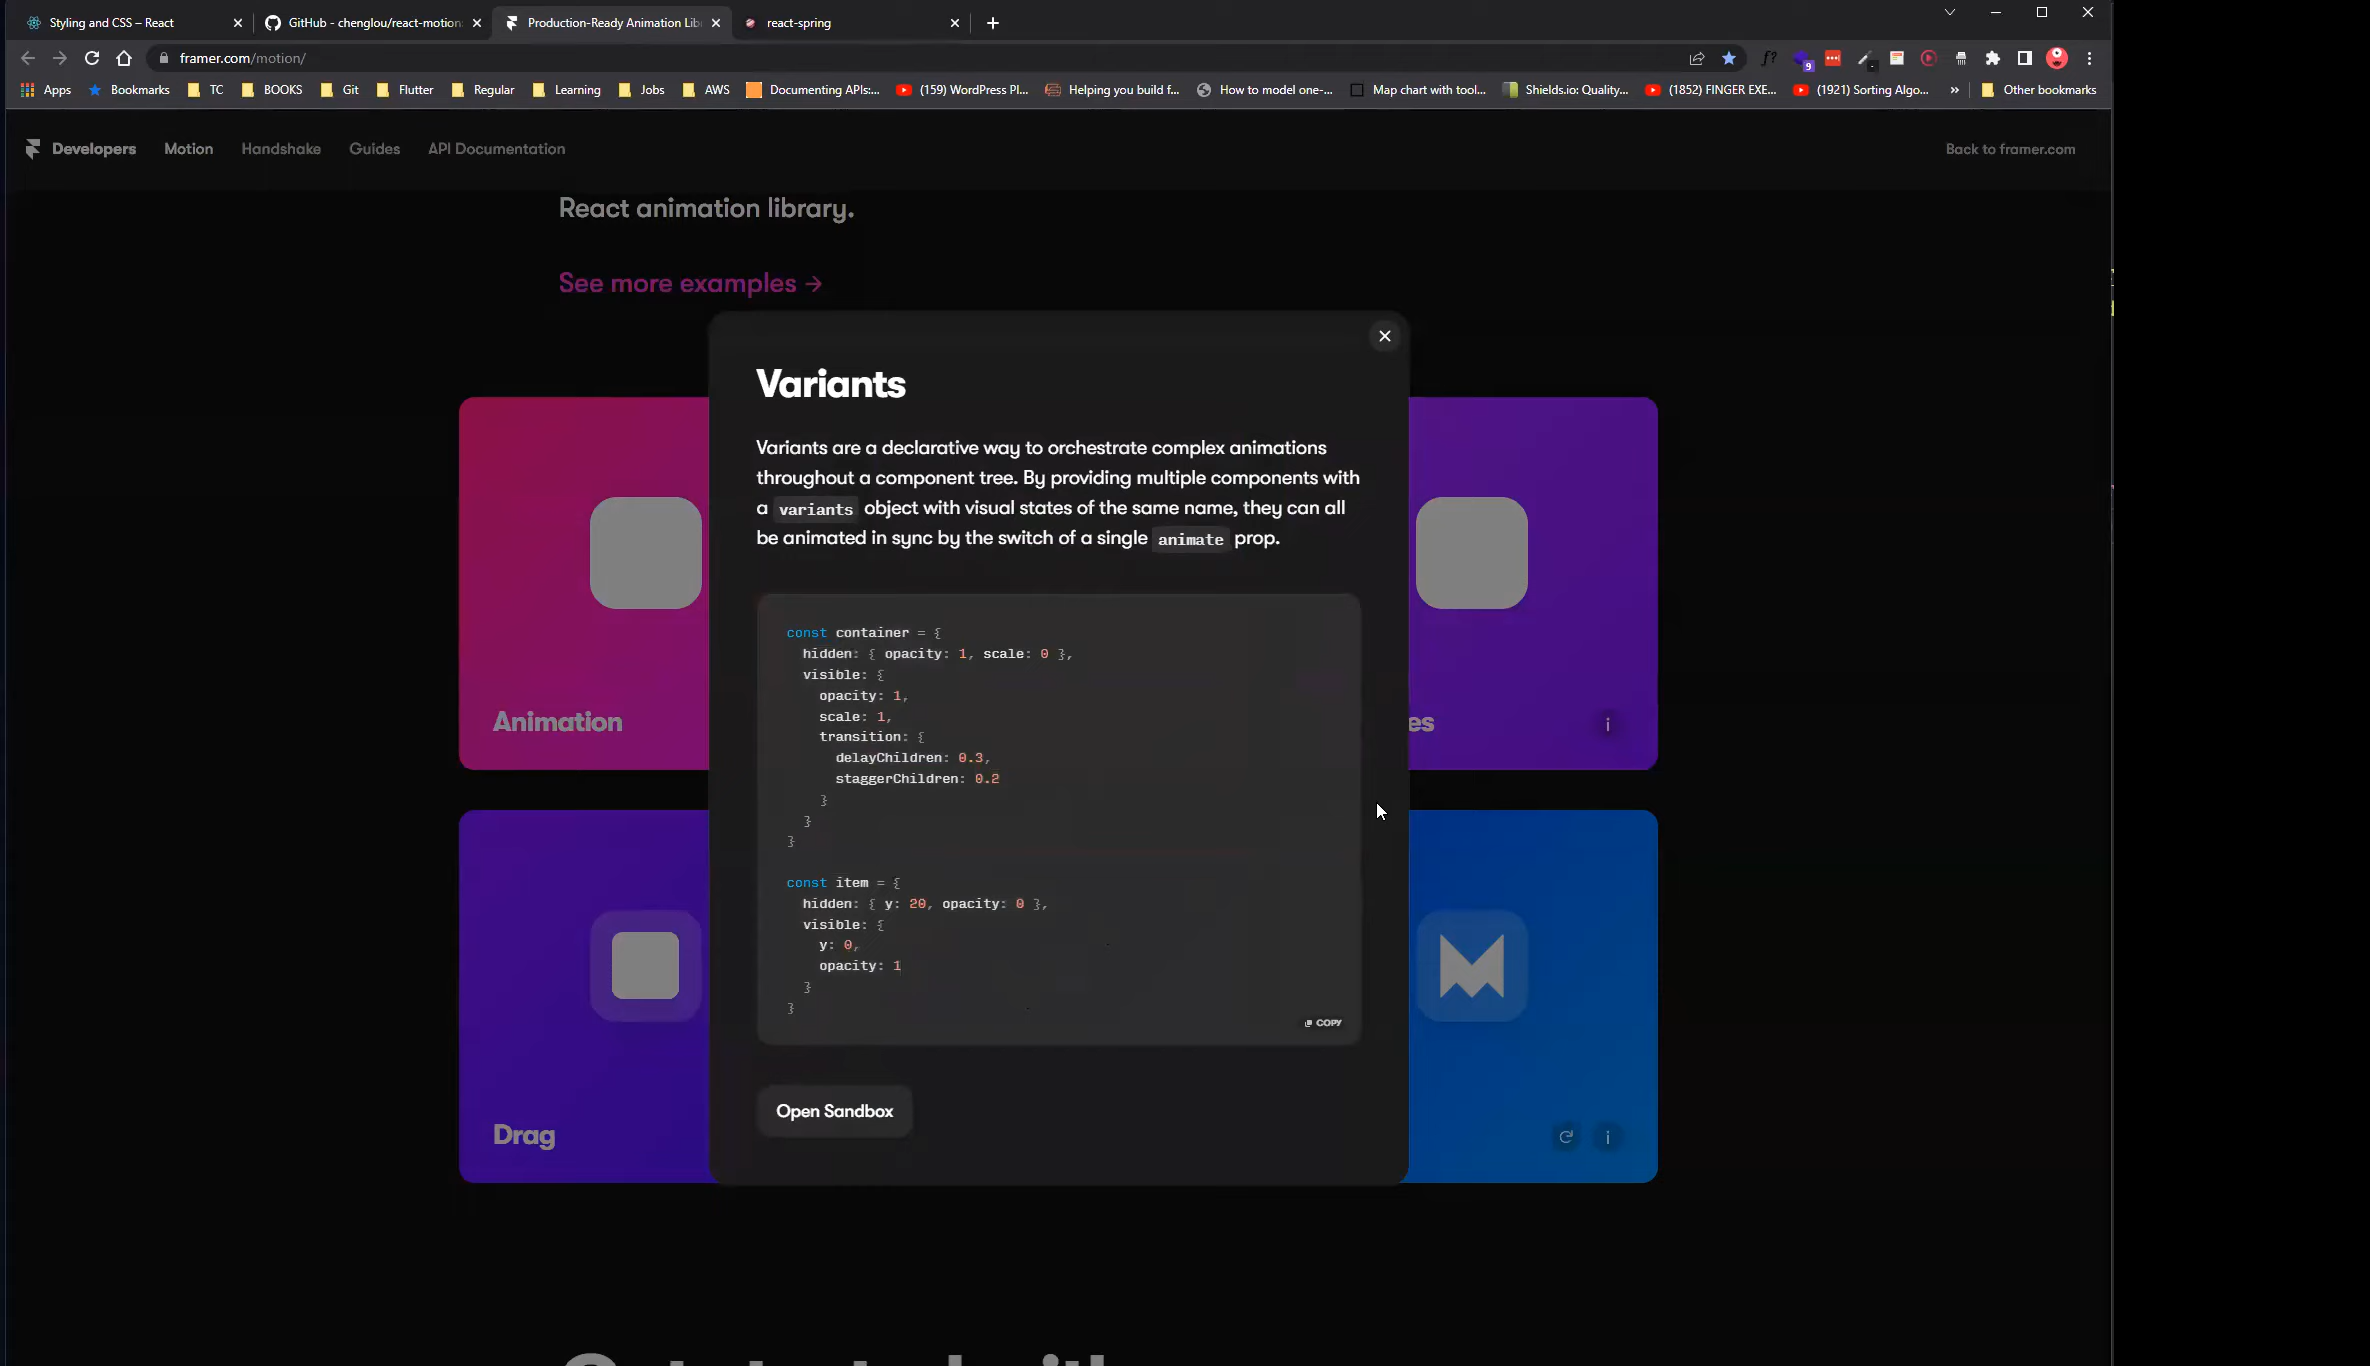 Styling and CSS – React
GitHub - chenglou/react-motion
Production-Ready Animation Lib
react-spring
framer.com/motion/
f?
9
Apps
Bookmarks
TC
BOOKS
Git
Flutter
Regular
Learning
Jobs
AWS
Documenting APIs:...
(159) WordPress Pl...
Helping you build f...
How to model one-...
Map chart with tool...
Shields.io: Quality...
(1852) FINGER EXE...
(1921) Sorting Algo...
»
Other bookmarks
Developers
Motion
Handshake
Guides
API Documentation
Back to framer.com
React animation library.
See more examples →
Variants
Variants are a declarative way to orchestrate complex animations
throughout a component tree. By providing multiple components with
a variants object with visual states of the same name, they can all
be animated in sync by the switch of a single animate prop.
const container = {
  hidden: { opacity: 1, scale: 0 },
  visible: {
    opacity: 1,
    scale: 1,
    transition: {
      delayChildren: 0.3,
      staggerChildren: 0.2
    }
  }
}
const item = {
  hidden: { y: 20, opacity: 0 },
  visible: {
    y: 0,
    opacity: 1
  }
}
COPY
Open Sandbox
Animation
es
i
Drag
i